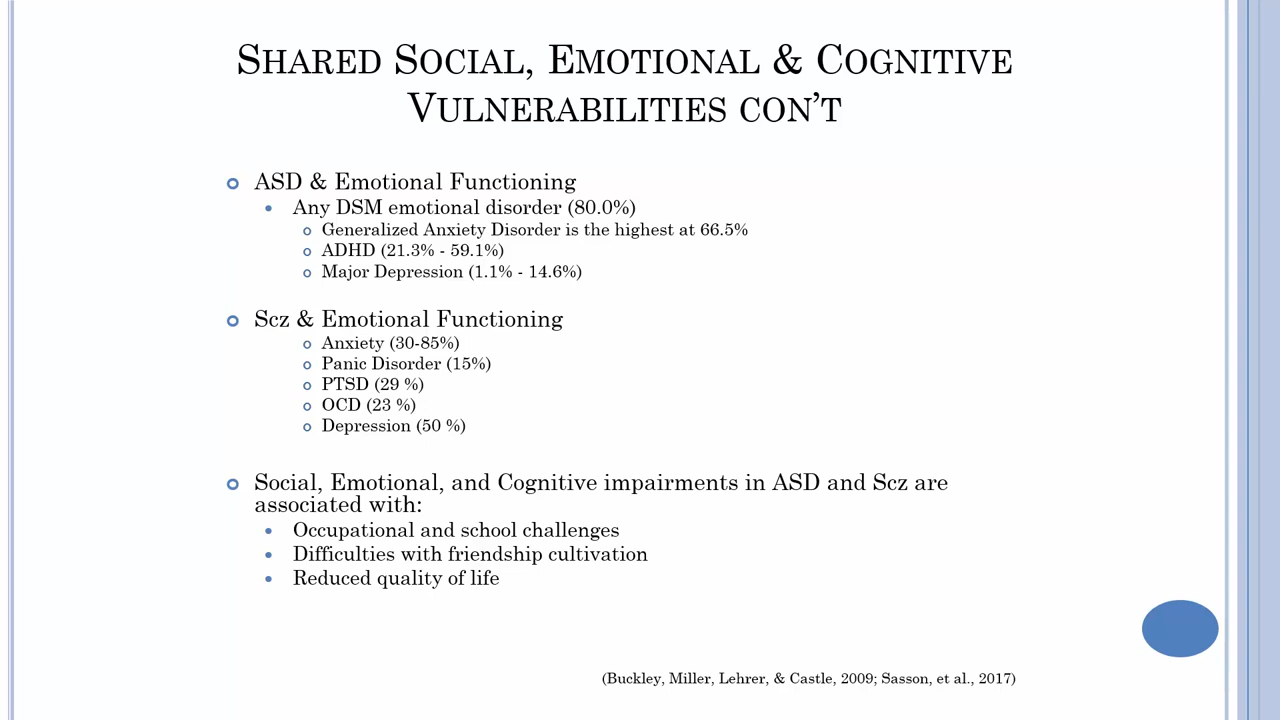 SHARED SOCIAL, EMOTIONAL & COGNITIVE
VULNERABILITIES CON'T
ASD & Emotional Functioning
Any DSM emotional disorder (80.0%)
Generalized Anxiety Disorder is the highest at 66.5%
ADHD (21.3% - 59.1%)
Major Depression (1.1% - 14.6%)
Scz & Emotional Functioning
Anxiety (30-85%)
Panic Disorder (15%)
PTSD (29 %)
OCD (23 %)
Depression (50 %)
Social, Emotional, and Cognitive impairments in ASD and Scz are
associated with:
Occupational and school challenges
Difficulties with friendship cultivation
Reduced quality of life
(Buckley, Miller, Lehrer, & Castle, 2009; Sasson, et al., 2017)